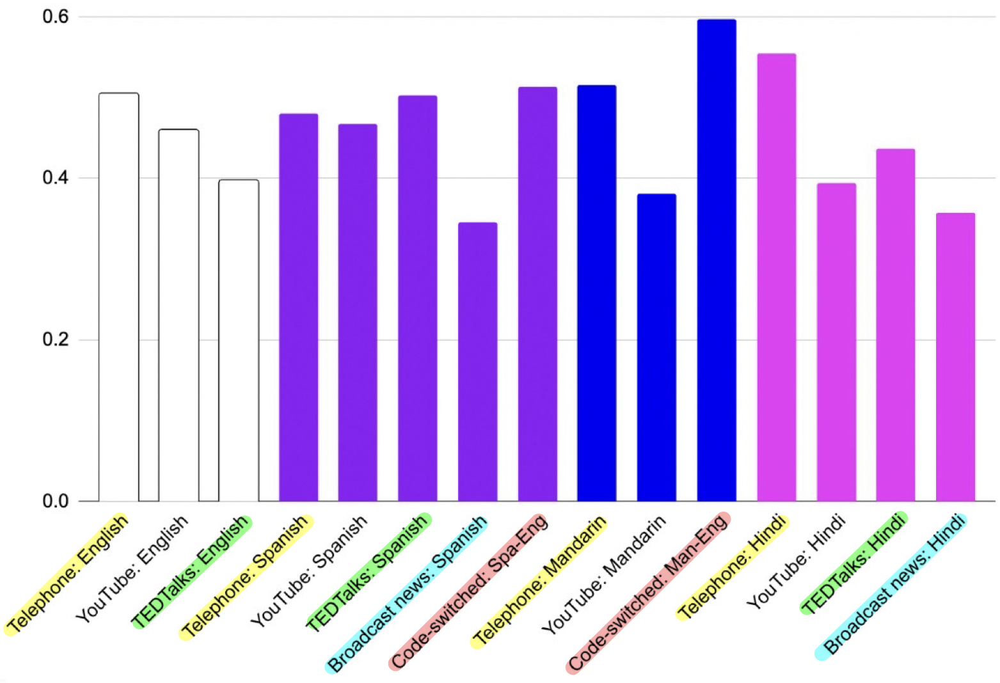 0.6
0.4
0.2
0.0
Telephone: English
YouTube: English
TEDTalks: English
Telephone: Spanish
YouTube: Spanish
TEDTalks: Spanish
Broadcast news: Spanish
Code-switched: Spa-Eng
Telephone: Mandarin
YouTube: Mandarin
Code-switched: Man-Eng
Telephone: Hindi
YouTube: Hindi
TEDTalks: Hindi
Broadcast news: Hindi